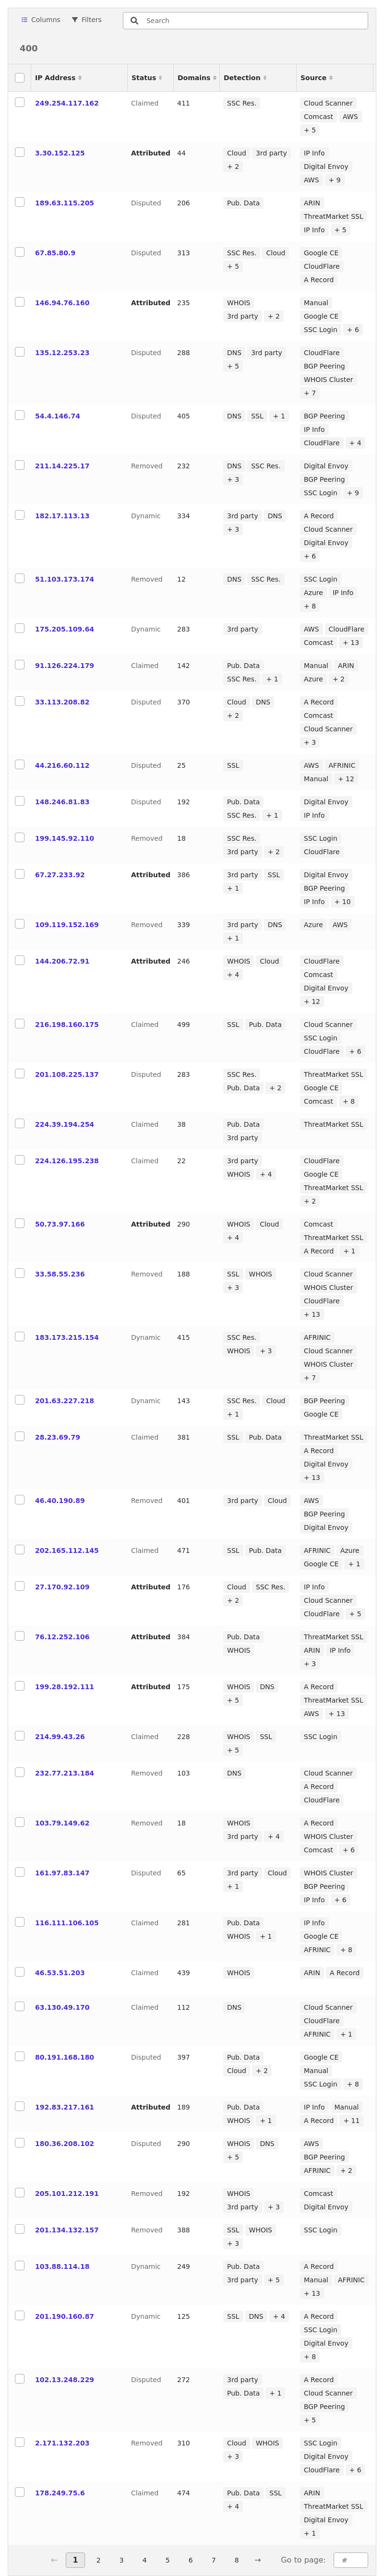 Columns Filters Search
400
IP Address Status Domains Detection Source
249.254.117.162 Claimed 411 SSC Res. Cloud Scanner
Comcast AWS
+ 5
3.30.152.125 Attributed 44 Cloud 3rd party IP Info
+ 2 Digital Envoy
AWS + 9
189.63.115.205 Disputed 206 Pub. Data ARIN
ThreatMarket SSL
IP Info + 5
67.85.80.9 Disputed 313 SSC Res. Cloud Google CE
+ 5 CloudFlare
A Record
146.94.76.160 Attributed 235 WHOIS Manual
3rd party + 2 Google CE
SSC Login + 6
135.12.253.23 Disputed 288 DNS 3rd party CloudFlare
+ 5 BGP Peering
WHOIS Cluster
+ 7
54.4.146.74 Disputed 405 DNS SSL + 1 BGP Peering
IP Info
CloudFlare + 4
211.14.225.17 Removed 232 DNS SSC Res. Digital Envoy
+ 3 BGP Peering
SSC Login + 9
182.17.113.13 Dynamic 334 3rd party DNS A Record
+ 3 Cloud Scanner
Digital Envoy
+ 6
51.103.173.174 Removed 12 DNS SSC Res. SSC Login
Azure IP Info
+ 8
175.205.109.64 Dynamic 283 3rd party AWS CloudFlare
Comcast + 13
91.126.224.179 Claimed 142 Pub. Data Manual ARIN
SSC Res. + 1 Azure + 2
33.113.208.82 Disputed 370 Cloud DNS A Record
+ 2 Comcast
Cloud Scanner
+ 3
44.216.60.112 Disputed 25 SSL AWS AFRINIC
Manual + 12
148.246.81.83 Disputed 192 Pub. Data Digital Envoy
SSC Res. + 1 IP Info
199.145.92.110 Removed 18 SSC Res. SSC Login
3rd party + 2 CloudFlare
67.27.233.92 Attributed 386 3rd party SSL Digital Envoy
+ 1 BGP Peering
IP Info + 10
109.119.152.169 Removed 339 3rd party DNS Azure AWS
+ 1
144.206.72.91 Attributed 246 WHOIS Cloud CloudFlare
+ 4 Comcast
Digital Envoy
+ 12
216.198.160.175 Claimed 499 SSL Pub. Data Cloud Scanner
SSC Login
CloudFlare + 6
201.108.225.137 Disputed 283 SSC Res. ThreatMarket SSL
Pub. Data + 2 Google CE
Comcast + 8
224.39.194.254 Claimed 38 Pub. Data ThreatMarket SSL
3rd party
224.126.195.238 Claimed 22 3rd party CloudFlare
WHOIS + 4 Google CE
ThreatMarket SSL
+ 2
50.73.97.166 Attributed 290 WHOIS Cloud Comcast
+ 4 ThreatMarket SSL
A Record + 1
33.58.55.236 Removed 188 SSL WHOIS Cloud Scanner
+ 3 WHOIS Cluster
CloudFlare
+ 13
183.173.215.154 Dynamic 415 SSC Res. AFRINIC
WHOIS + 3 Cloud Scanner
WHOIS Cluster
+ 7
201.63.227.218 Dynamic 143 SSC Res. Cloud BGP Peering
+ 1 Google CE
28.23.69.79 Claimed 381 SSL Pub. Data ThreatMarket SSL
A Record
Digital Envoy
+ 13
46.40.190.89 Removed 401 3rd party Cloud AWS
BGP Peering
Digital Envoy
202.165.112.145 Claimed 471 SSL Pub. Data AFRINIC Azure
Google CE + 1
27.170.92.109 Attributed 176 Cloud SSC Res. IP Info
+ 2 Cloud Scanner
CloudFlare + 5
76.12.252.106 Attributed 384 Pub. Data ThreatMarket SSL
WHOIS ARIN IP Info
+ 3
199.28.192.111 Attributed 175 WHOIS DNS A Record
+ 5 ThreatMarket SSL
AWS + 13
214.99.43.26 Claimed 228 WHOIS SSL SSC Login
+ 5
232.77.213.184 Removed 103 DNS Cloud Scanner
A Record
CloudFlare
103.79.149.62 Removed 18 WHOIS A Record
3rd party + 4 WHOIS Cluster
Comcast + 6
161.97.83.147 Disputed 65 3rd party Cloud WHOIS Cluster
+ 1 BGP Peering
IP Info + 6
116.111.106.105 Claimed 281 Pub. Data IP Info
WHOIS + 1 Google CE
AFRINIC + 8
46.53.51.203 Claimed 439 WHOIS ARIN A Record
63.130.49.170 Claimed 112 DNS Cloud Scanner
CloudFlare
AFRINIC + 1
80.191.168.180 Disputed 397 Pub. Data Google CE
Cloud + 2 Manual
SSC Login + 8
192.83.217.161 Attributed 189 Pub. Data IP Info Manual
WHOIS + 1 A Record + 11
180.36.208.102 Disputed 290 WHOIS DNS AWS
+ 5 BGP Peering
AFRINIC + 2
205.101.212.191 Removed 192 WHOIS Comcast
3rd party + 3 Digital Envoy
201.134.132.157 Removed 388 SSL WHOIS SSC Login
+ 3
103.88.114.18 Dynamic 249 Pub. Data A Record
3rd party + 5 Manual AFRINIC
+ 13
201.190.160.87 Dynamic 125 SSL DNS + 4 A Record
SSC Login
Digital Envoy
+ 8
102.13.248.229 Disputed 272 3rd party A Record
Pub. Data + 1 Cloud Scanner
BGP Peering
+ 5
2.171.132.203 Removed 310 Cloud WHOIS SSC Login
+ 3 Digital Envoy
CloudFlare + 6
178.249.75.6 Claimed 474 Pub. Data SSL ARIN
+ 4 ThreatMarket SSL
Digital Envoy
+ 1
← 1 2 3 4 5 6 7 8 → Go to page: #